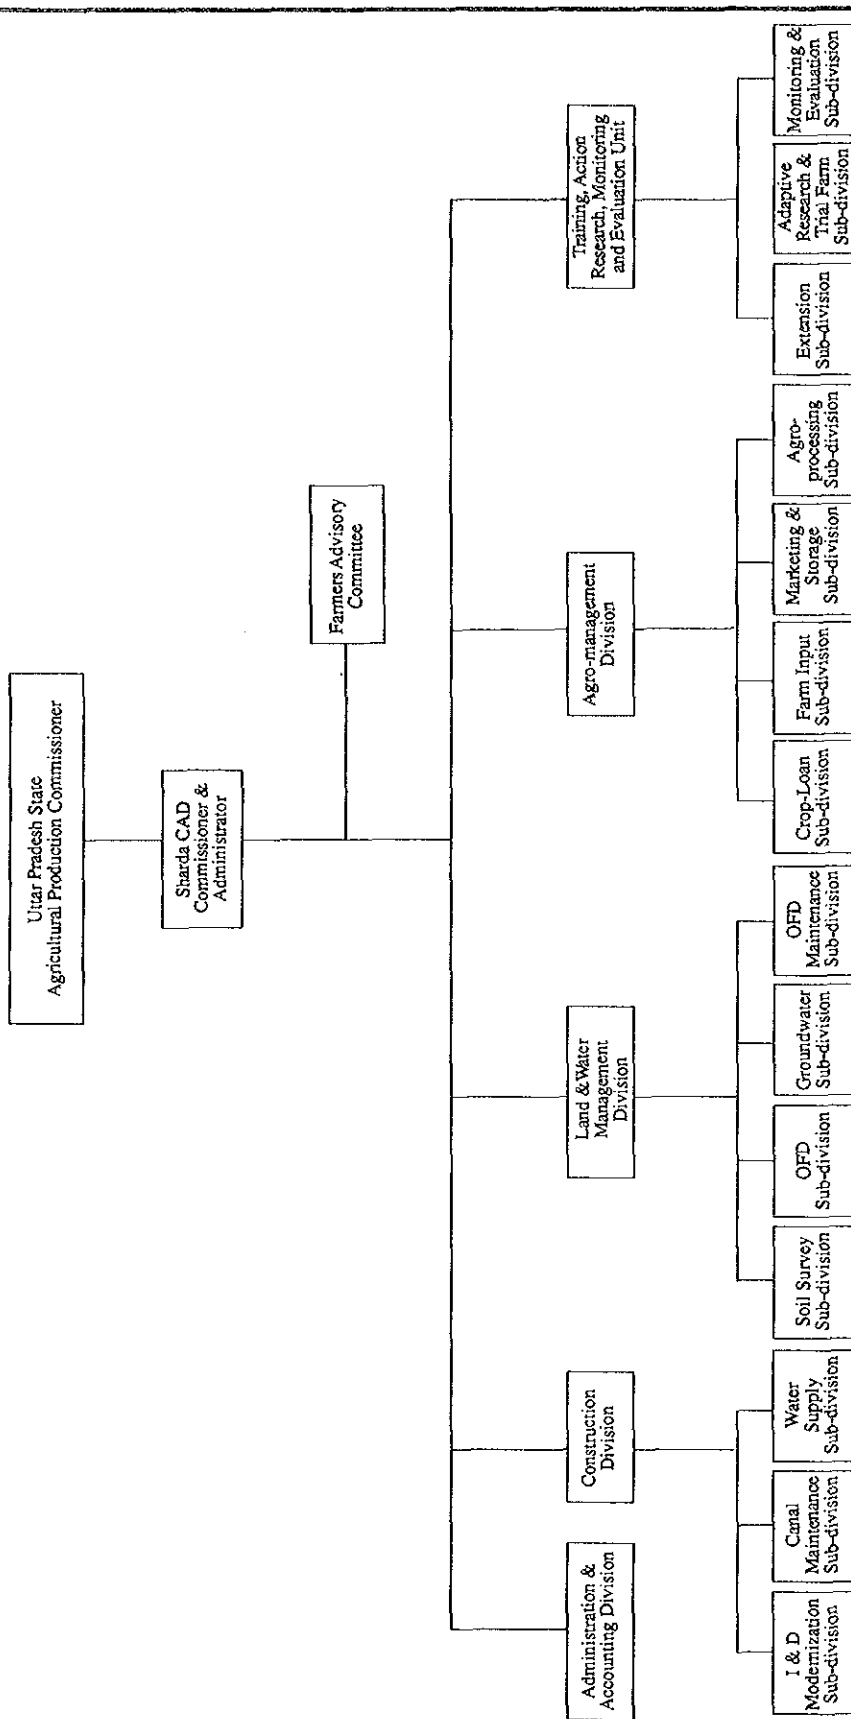 Uttar Pradesh State
Agricultural Production Commissioner
Sharda CAD
Commissioner &
Administrator
Farmers Advisory
Committee
Administration &
Accounting Division
Construction
Division
Land & Water
Management
Division
Agro-management
Division
Training, Action
Research, Monitoring
and Evaluation Unit
I & D
Modernization
Sub-division
Canal
Maintenance
Sub-division
Water
Supply
Sub-division
Soil Survey
Sub-division
OFD
Sub-division
Groundwater
Sub-division
OFD
Maintenance
Sub-division
Crop-Loan
Sub-division
Farm Input
Sub-division
Marketing &
Storage
Sub-division
Agro-
processing
Sub-division
Extension
Sub-division
Adaptive
Research &
Trial Farm
Sub-division
Monitoring &
Evaluation
Sub-division